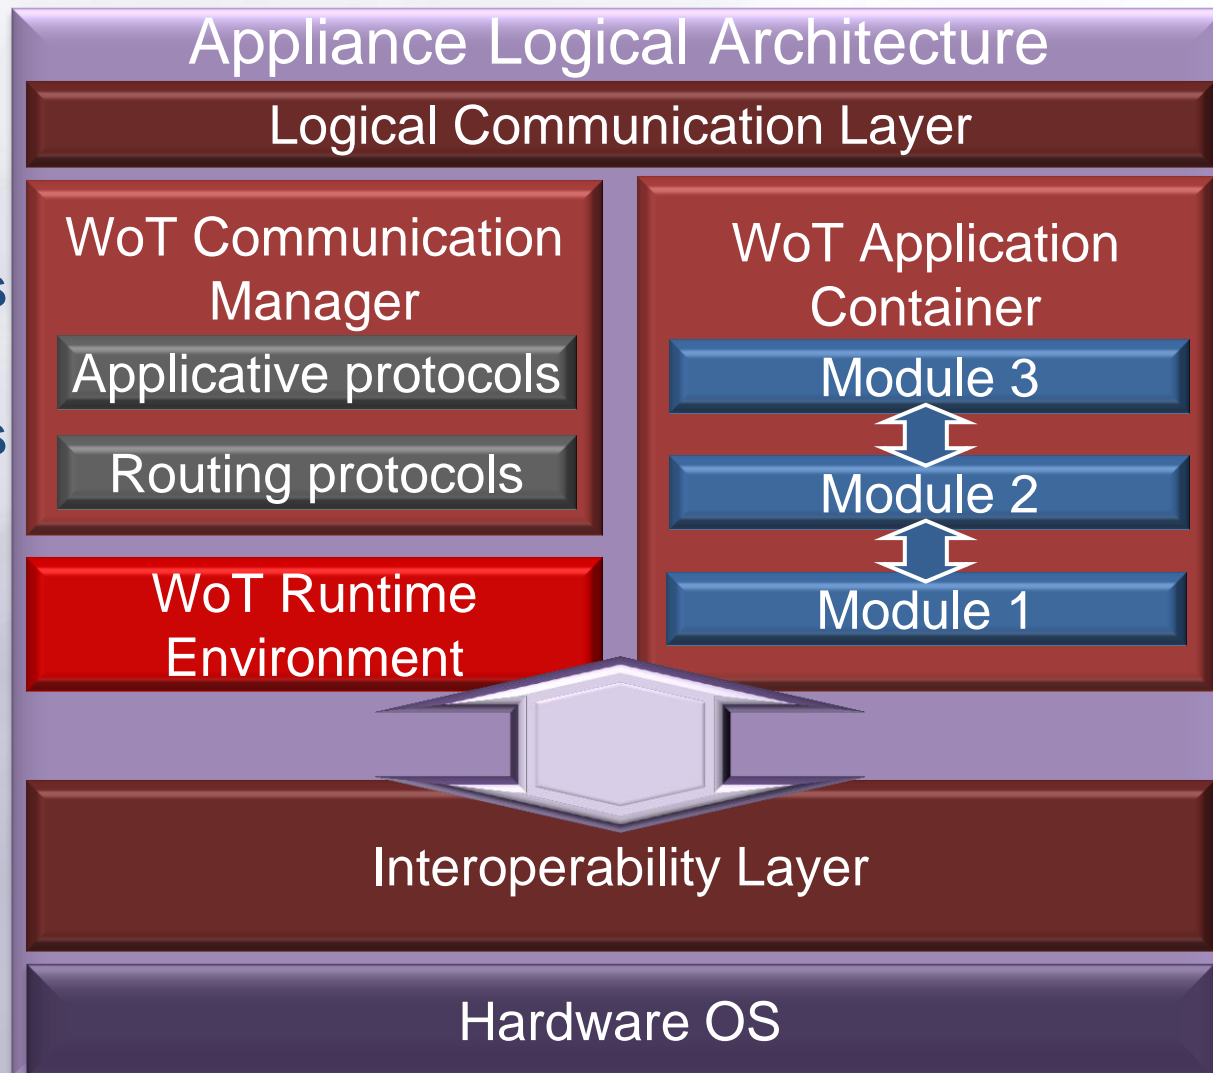 Appliance Logical Architecture
Logical Communication Layer
WoT Communication
Manager
Applicative protocols
Routing protocols
WoT Runtime
Environment
WoT Application
Container
Module 3
Module 2
Module 1
Interoperability Layer
Hardware OS